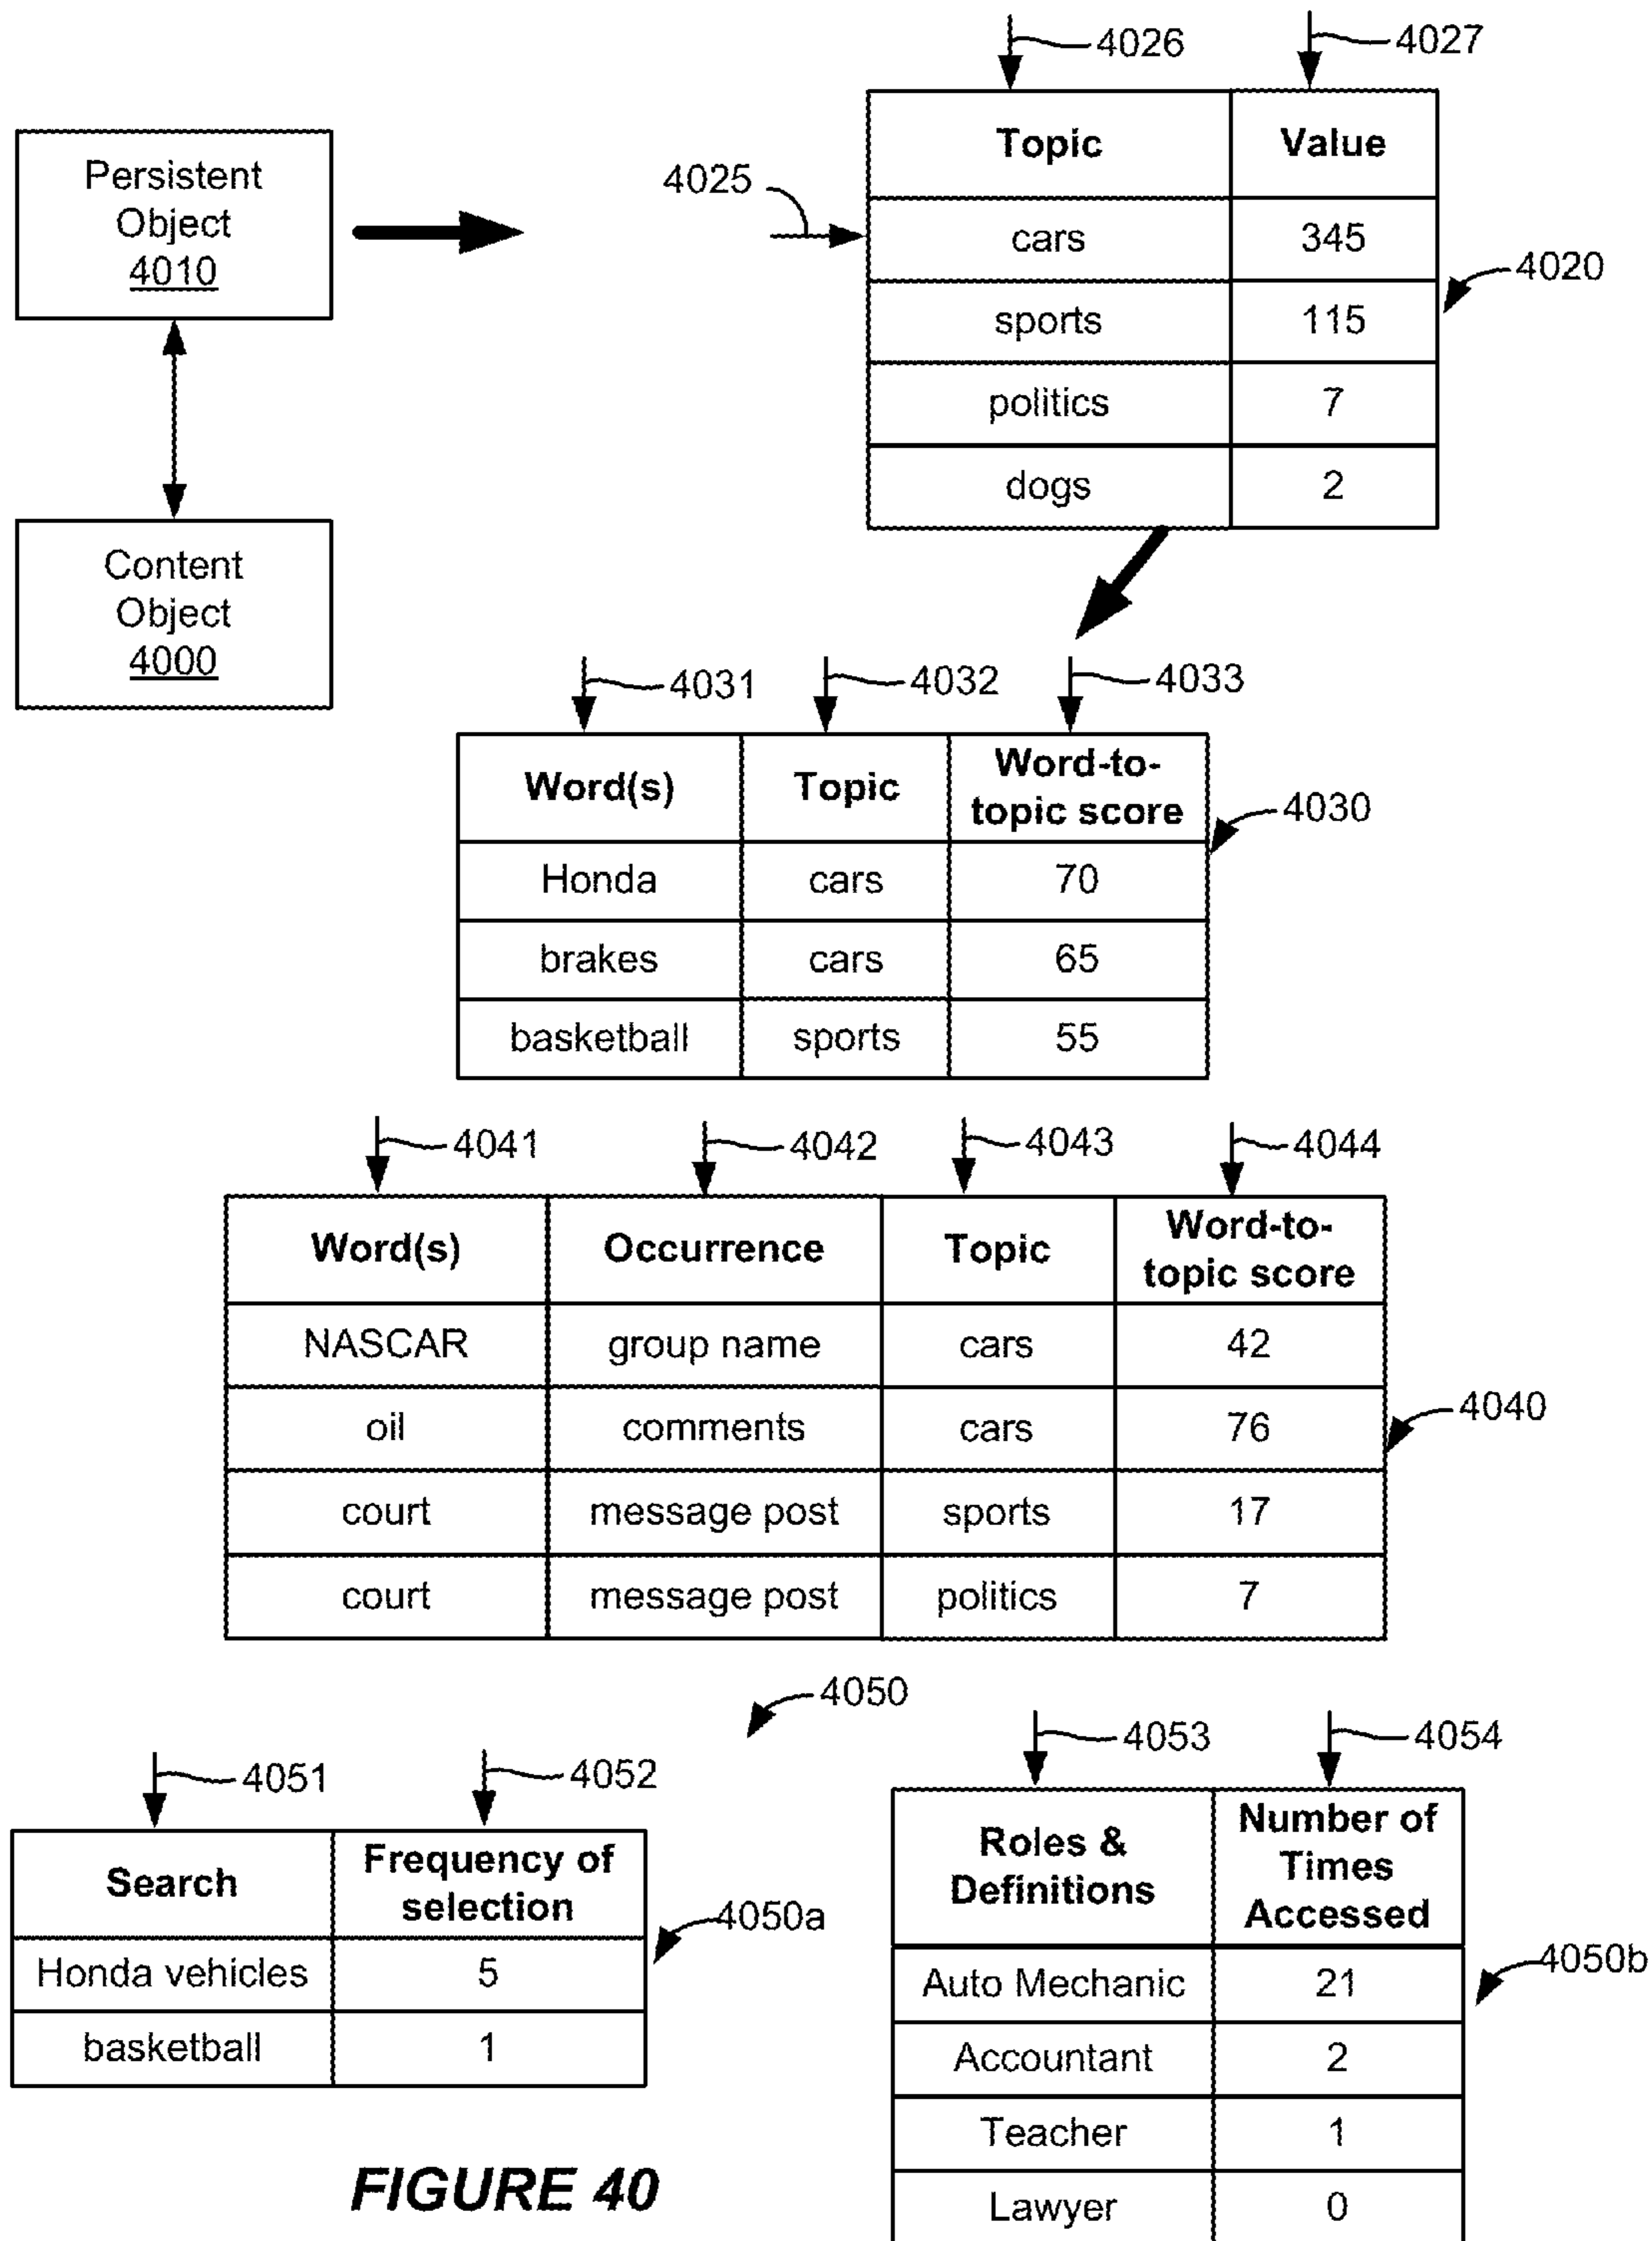 4026
4027
Persistent
Object
4010
Topic
Value
4025
cars
345
4020
sports
115
politics
7
dogs
2
Content
Object
4000
4031
4032
4033
Word(s)
Topic
Word-to-
topic score
4030
Honda
cars
70
brakes
cars
65
basketball
sports
55
4041
4042
4043
4044
Word(s)
Occurrence
Topic
Word-to-
topic score
NASCAR
group name
cars
42
4040
oil
comments
cars
76
court
message post
sports
17
court
message post
politics
7
4050
4051
4052
4053
4054
Search
Frequency of
selection
4050a
Honda vehicles
5
basketball
1
Roles &
Definitions
Number of
Times
Accessed
4050b
Auto Mechanic
21
Accountant
2
Teacher
1
Lawyer
0
FIGURE 40